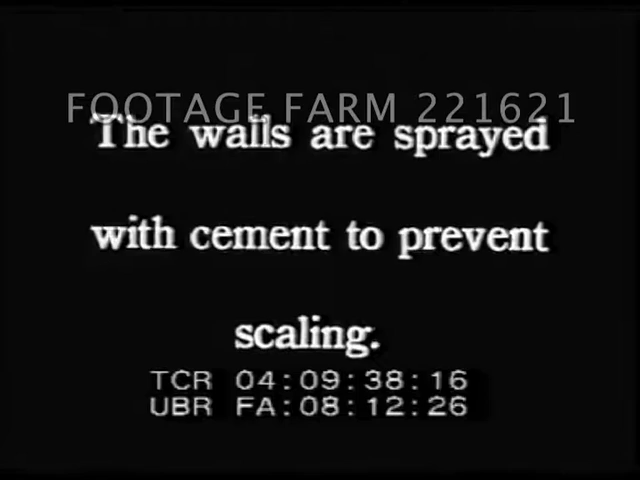 FOOTAGE FARM 221621
The walls are sprayed
with cement to prevent
scaling.
TCR 04:09:38:16
UBR FA:08:12:26